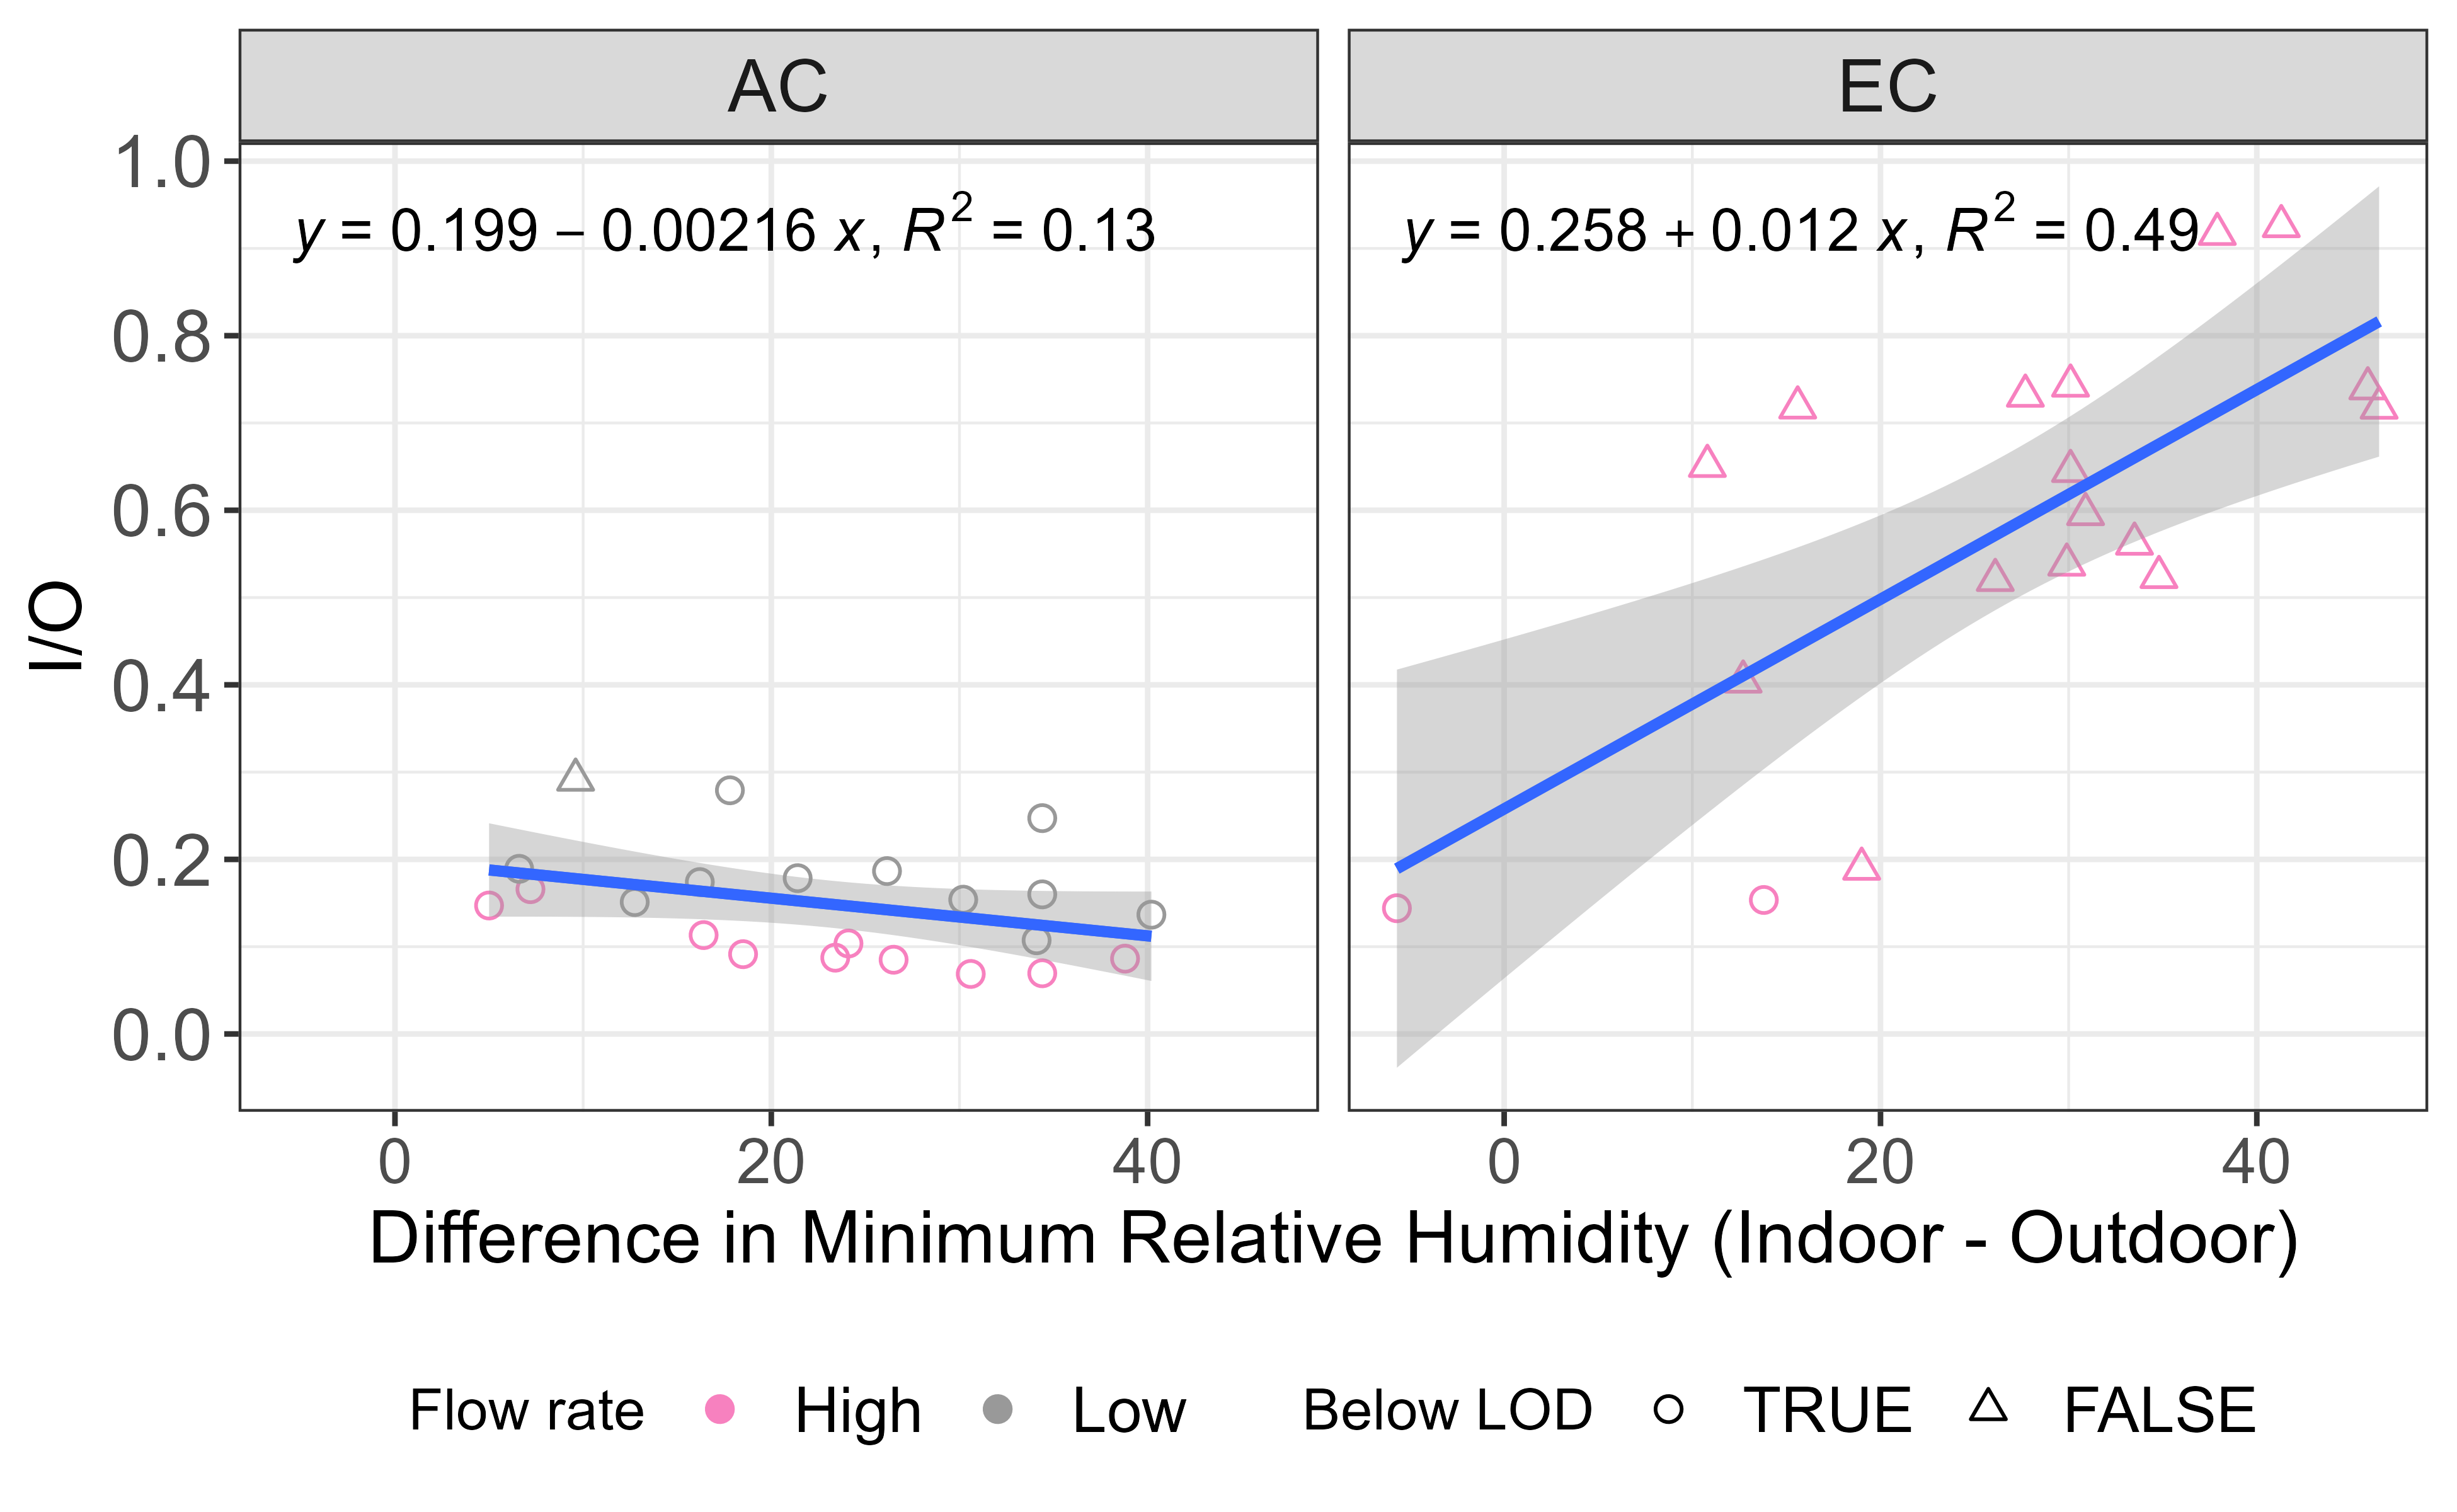 AC
EC
1.0
0.8
0.6
0.4
0.2
0.0
I/O
y = 0.199 – 0.00216 x, R² = 0.13
y = 0.258 + 0.012 x, R² = 0.49
0 20 40
0 20 40
Difference in Minimum Relative Humidity (Indoor - Outdoor)
Flow rate High Low Below LOD TRUE FALSE